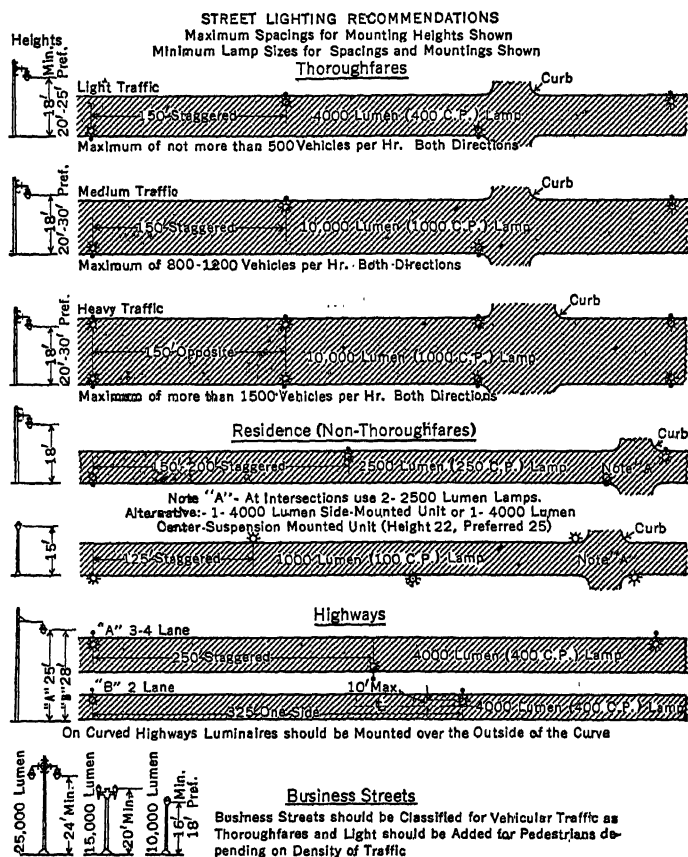 STREET LIGHTING RECOMMENDATIONS
Maximum Spacings for Mounting Heights Shown
Minimum Lamp Sizes for Spacings and Mountings Shown
Heights
Thoroughfares
18' Min.
20'-25' Pref.
Light Traffic
Curb
150' Staggered
4000 Lumen (400 C.P.) Lamp
Maximum of not more than 500 Vehicles per Hr. Both Directions
18'
20'-30' Pref.
Medium Traffic
Curb
150' Staggered
10,000 Lumen (1000 C.P.) Lamp
Maximum of 800-1200 Vehicles per Hr. Both Directions
18'
20'-30' Pref.
Heavy Traffic
Curb
150' Opposite
10,000 Lumen (1000 C.P.) Lamp
Maximum of more than 1500 Vehicles per Hr. Both Directions
Residence (Non-Thoroughfares)
18'
Curb
150'-200' Staggered
2500 Lumen (250 C.P.) Lamp
Note "A"
Note "A"- At Intersections use 2- 2500 Lumen Lamps.
Alternative:- 1- 4000 Lumen Side-Mounted Unit or 1- 4000 Lumen
Center-Suspension Mounted Unit (Height 22, Preferred 25)
15'
Curb
125' Staggered
1000 Lumen (100 C.P.) Lamp
Note "A"
Highways
"A" 25'
"B" 28'
"A" 3-4 Lane
250' Staggered
4000 Lumen (400 C.P.) Lamp
"B" 2 Lane
10' Max.
325' One Side
4000 Lumen (400 C.P.) Lamp
On Curved Highways Luminaires should be Mounted over the Outside of the Curve
25,000 Lumen
24' Min.
15,000 Lumen
20' Min.
10,000 Lumen
16' Min.
18' Pref.
Business Streets
Business Streets should be Classified for Vehicular Traffic as
Thoroughfares and Light should be Added for Pedestrians de-
pending on Density of Traffic